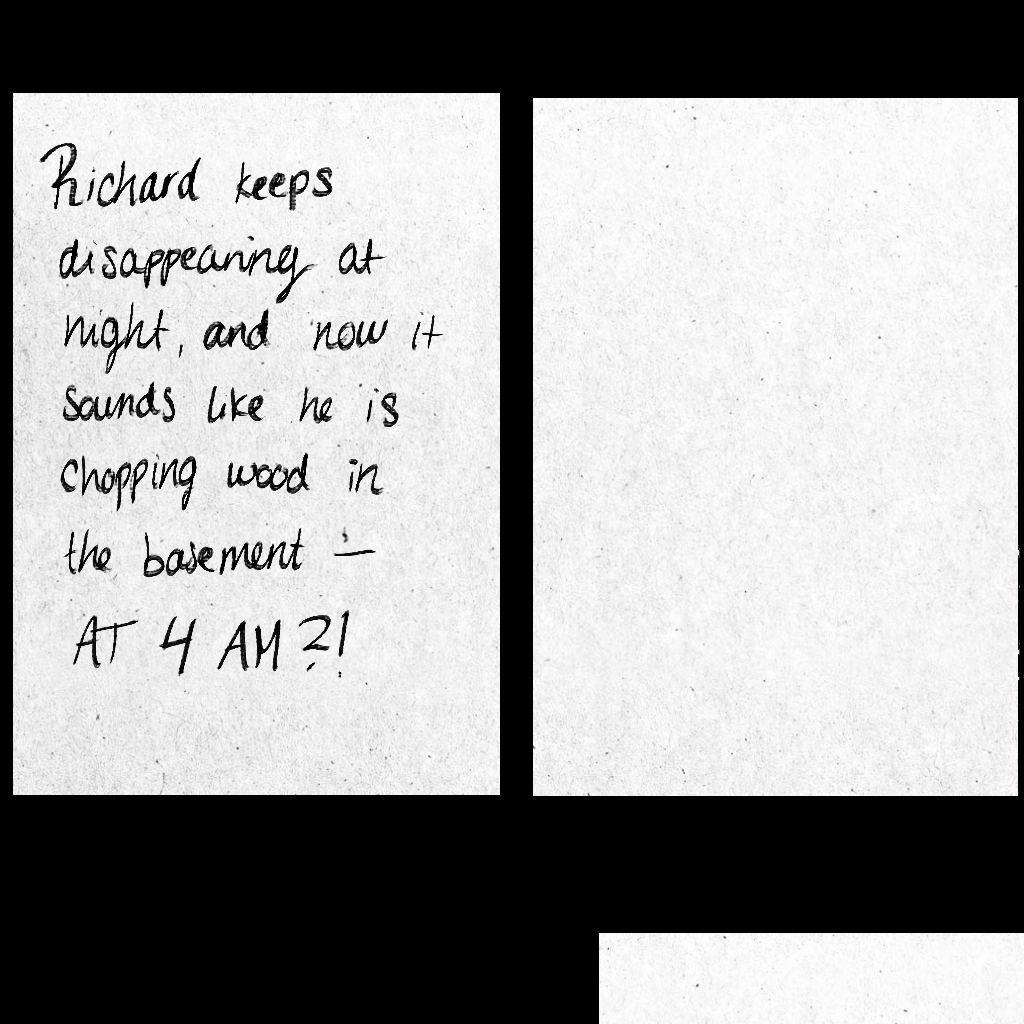 Richard keeps
disappearing at
night, and now it
sounds like he is
chopping wood in
the basement —
AT 4 AM?!